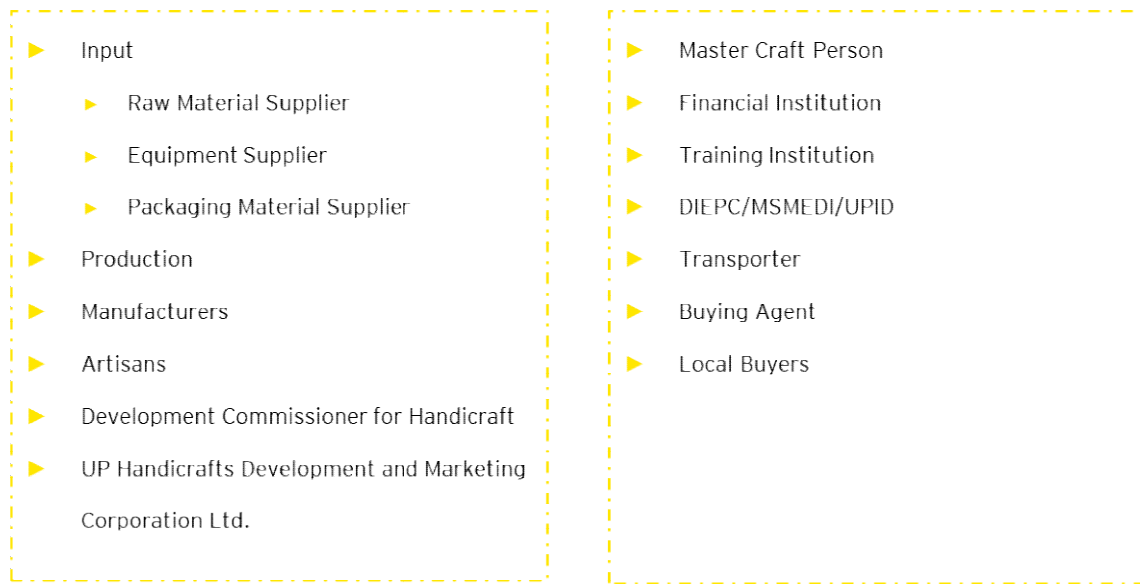 Input
Raw Material Supplier
Equipment Supplier
Packaging Material Supplier
Production
Manufacturers
Artisans
Development Commissioner for Handicraft
UP Handicrafts Development and Marketing
Corporation Ltd.
Master Craft Person
Financial Institution
Training Institution
DIEPC/MSMEDI/UPID
Transporter
Buying Agent
Local Buyers